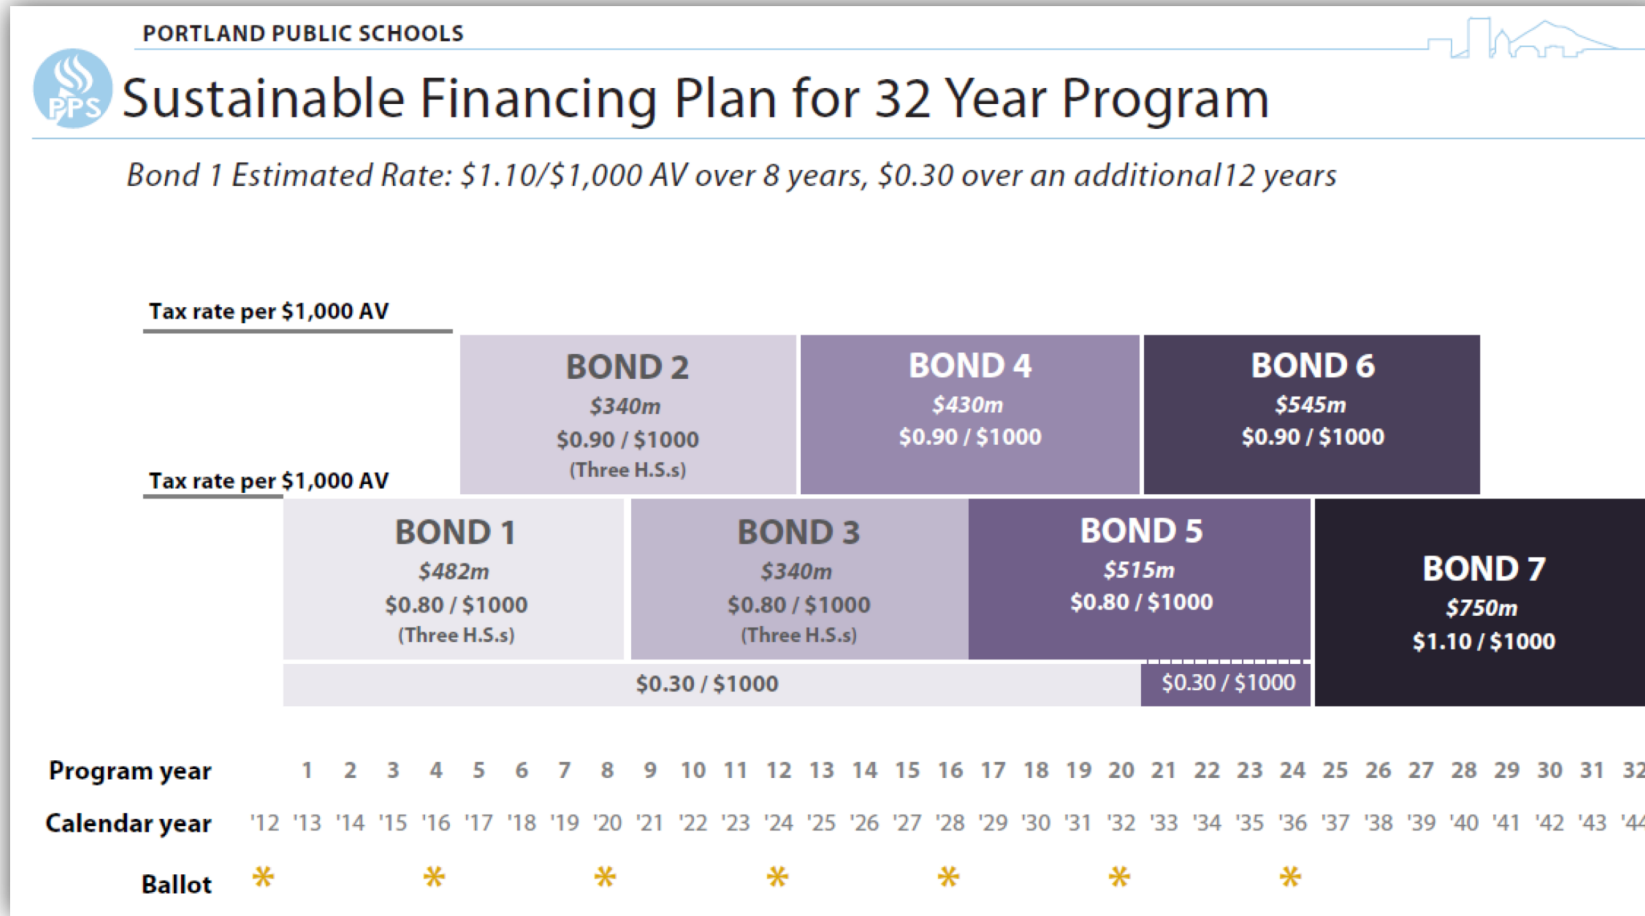 PORTLAND PUBLIC SCHOOLS
PPS
Sustainable Financing Plan for 32 Year Program
Bond 1 Estimated Rate: $1.10/$1,000 AV over 8 years, $0.30 over an additional12 years
Tax rate per $1,000 AV
BOND 2
$340m
$0.90 / $1000
(Three H.S.s)
BOND 4
$430m
$0.90 / $1000
BOND 6
$545m
$0.90 / $1000
Tax rate per $1,000 AV
BOND 1
$482m
$0.80 / $1000
(Three H.S.s)
BOND 3
$340m
$0.80 / $1000
(Three H.S.s)
BOND 5
$515m
$0.80 / $1000
BOND 7
$750m
$1.10 / $1000
$0.30 / $1000
$0.30 / $1000
Program year 1 2 3 4 5 6 7 8 9 10 11 12 13 14 15 16 17 18 19 20 21 22 23 24 25 26 27 28 29 30 31 32
Calendar year '12 '13 '14 '15 '16 '17 '18 '19 '20 '21 '22 '23 '24 '25 '26 '27 '28 '29 '30 '31 '32 '33 '34 '35 '36 '37 '38 '39 '40 '41 '42 '43 '44
Ballot * * * * * * *